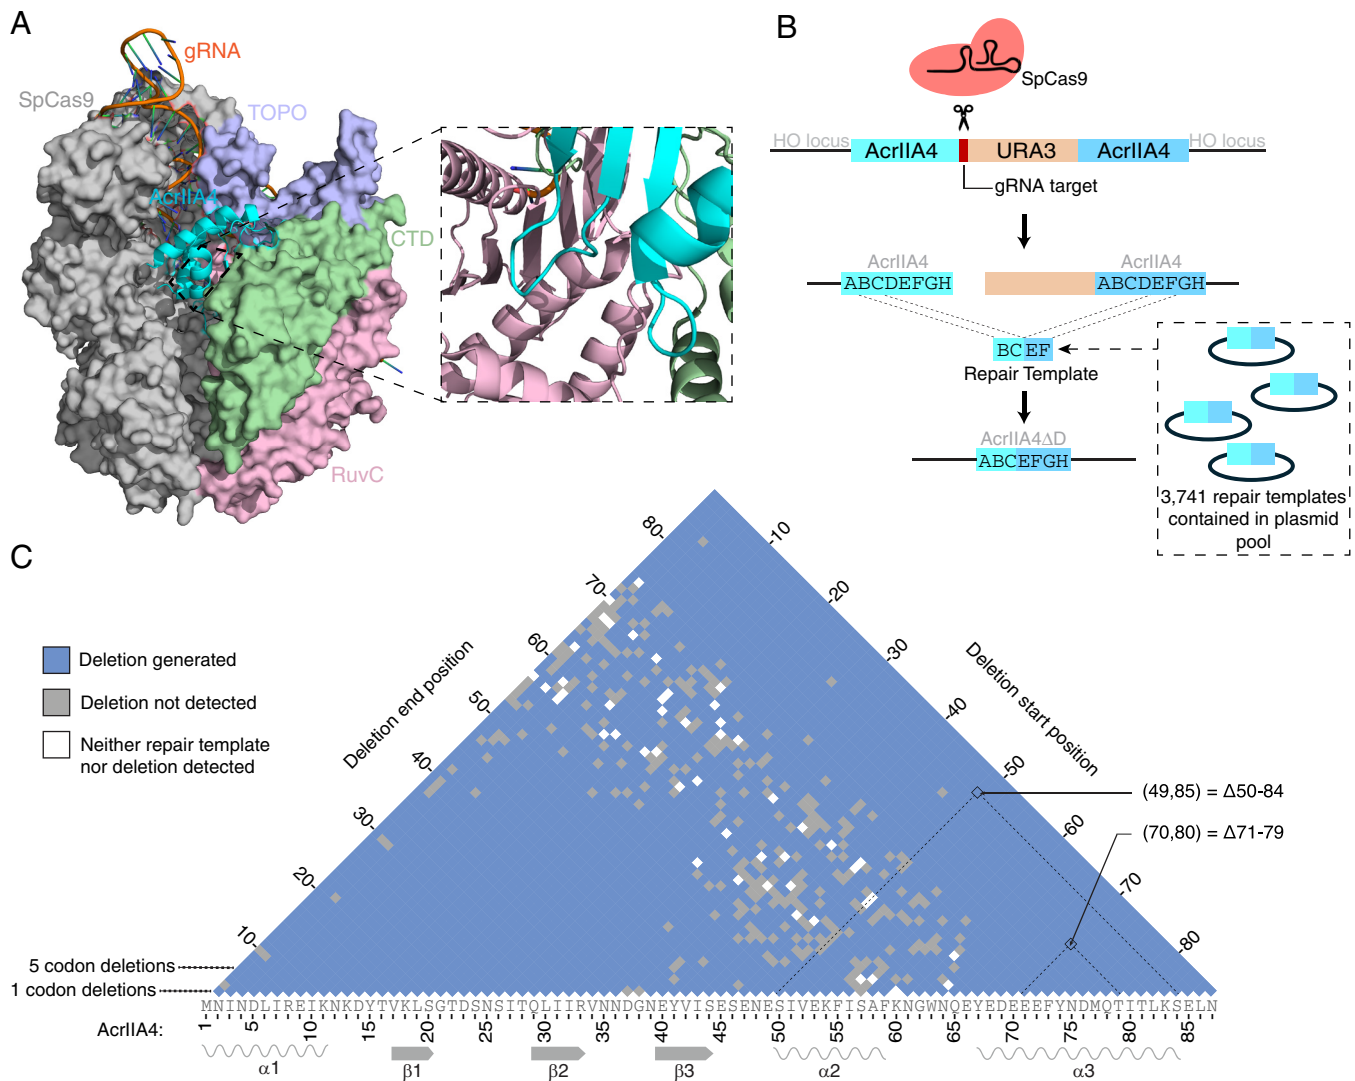 A
gRNA
SpCas9
TOPO
AcrIIA4
CTD
RuvC
B
SpCas9
HO locus
AcrIIA4
URA3
AcrIIA4
HO locus
gRNA target
AcrIIA4
ABCDEFGH
AcrIIA4
ABCDEFGH
BCEF
Repair Template
AcrIIA4ΔD
ABCEFGH
3,741 repair templates
contained in plasmid
pool
C
Deletion generated
Deletion not detected
Neither repair template
nor deletion detected
Deletion end position
80-
70-
60-
50-
40-
30-
20-
10-
Deletion start position
-10
-20
-30
-40
-50
-60
-70
-80
(49,85) = Δ50-84
(70,80) = Δ71-79
5 codon deletions
1 codon deletions
MNINDLIREIKNKDYTVKLSGTDSNSITQLIIRVNNDGNEYVISESENESIVEKFISAFKNGWNQEYEDEEEFYNDMQTITLKSELN
AcrIIA4:
1 5 10 15 20 25 30 35 40 45 50 55 60 65 70 75 80 85
α1
β1
β2
β3
α2
α3